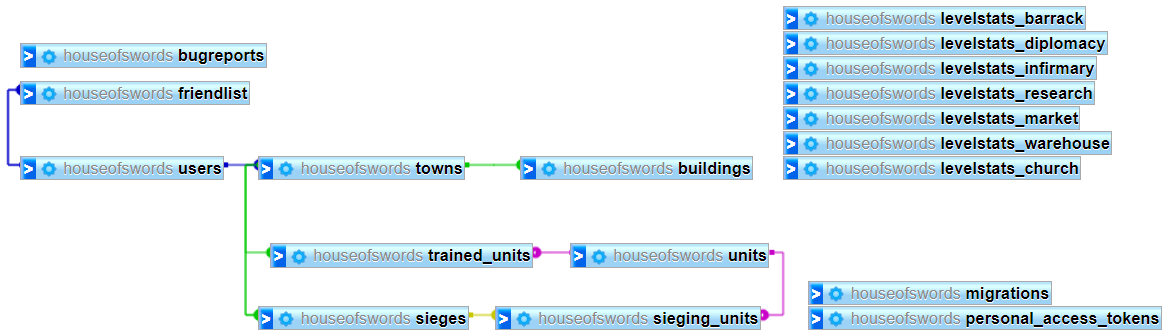 houseofswords levelstats_barrack
houseofswords levelstats_diplomacy
houseofswords bugreports
houseofswords levelstats_infirmary
houseofswords friendlist
houseofswords levelstats_research
houseofswords levelstats_market
houseofswords levelstats_warehouse
houseofswords users
houseofswords towns
houseofswords buildings
houseofswords levelstats_church
houseofswords trained_units
houseofswords units
houseofswords migrations
houseofswords sieges
houseofswords sieging_units
houseofswords personal_access_tokens